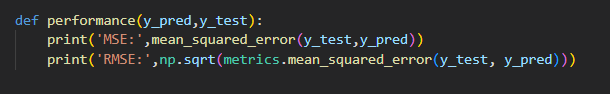 def performance(y_pred,y_test):
    print('MSE:',mean_squared_error(y_test,y_pred))
    print('RMSE:',np.sqrt(metrics.mean_squared_error(y_test, y_pred)))